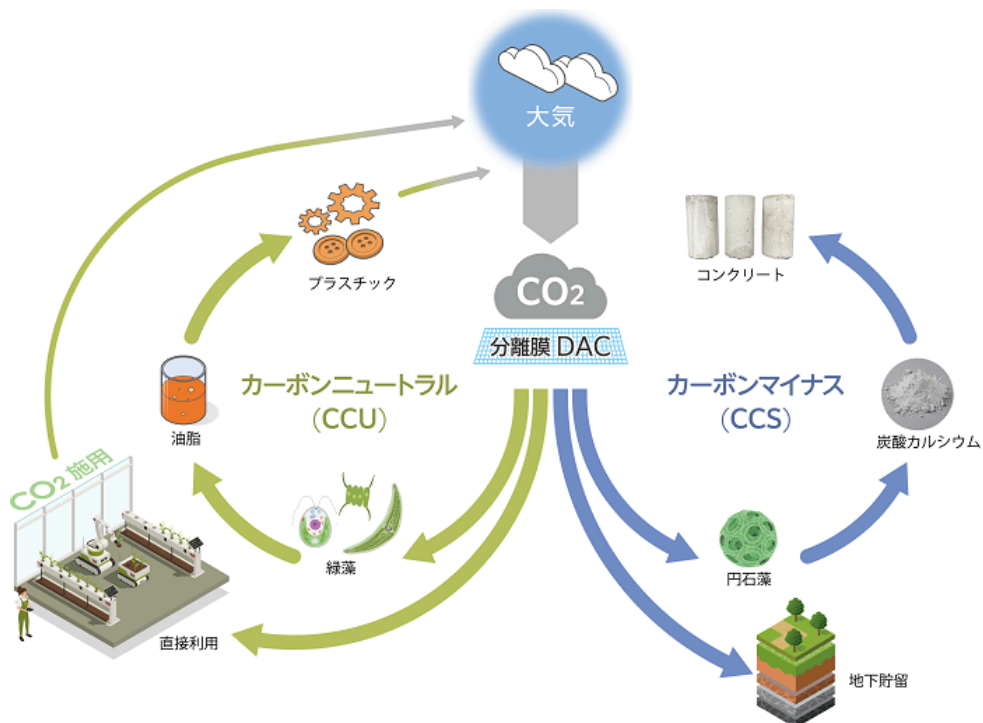 大気
CO2
分離膜 DAC
プラスチック
油脂
カーボンニュートラル
(CCU)
緑藻
CO2 施用
直接利用
コンクリート
カーボンマイナス
(CCS)
炭酸カルシウム
円石藻
地下貯留